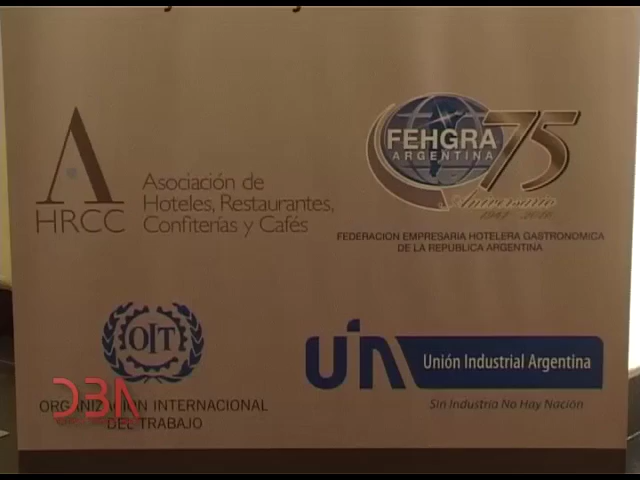 A
HRCC
Asociación de
Hoteles, Restaurantes,
Confiterías y Cafés
FEHGRA
ARGENTINA
75
Aniversario
FEDERACION EMPRESARIA HOTELERA GASTRONOMICA
DE LA REPUBLICA ARGENTINA
OIT
ORGANIZACION INTERNACIONAL
DEL TRABAJO
DBN
UIA
Unión Industrial Argentina
Sin Industria No Hay Nación